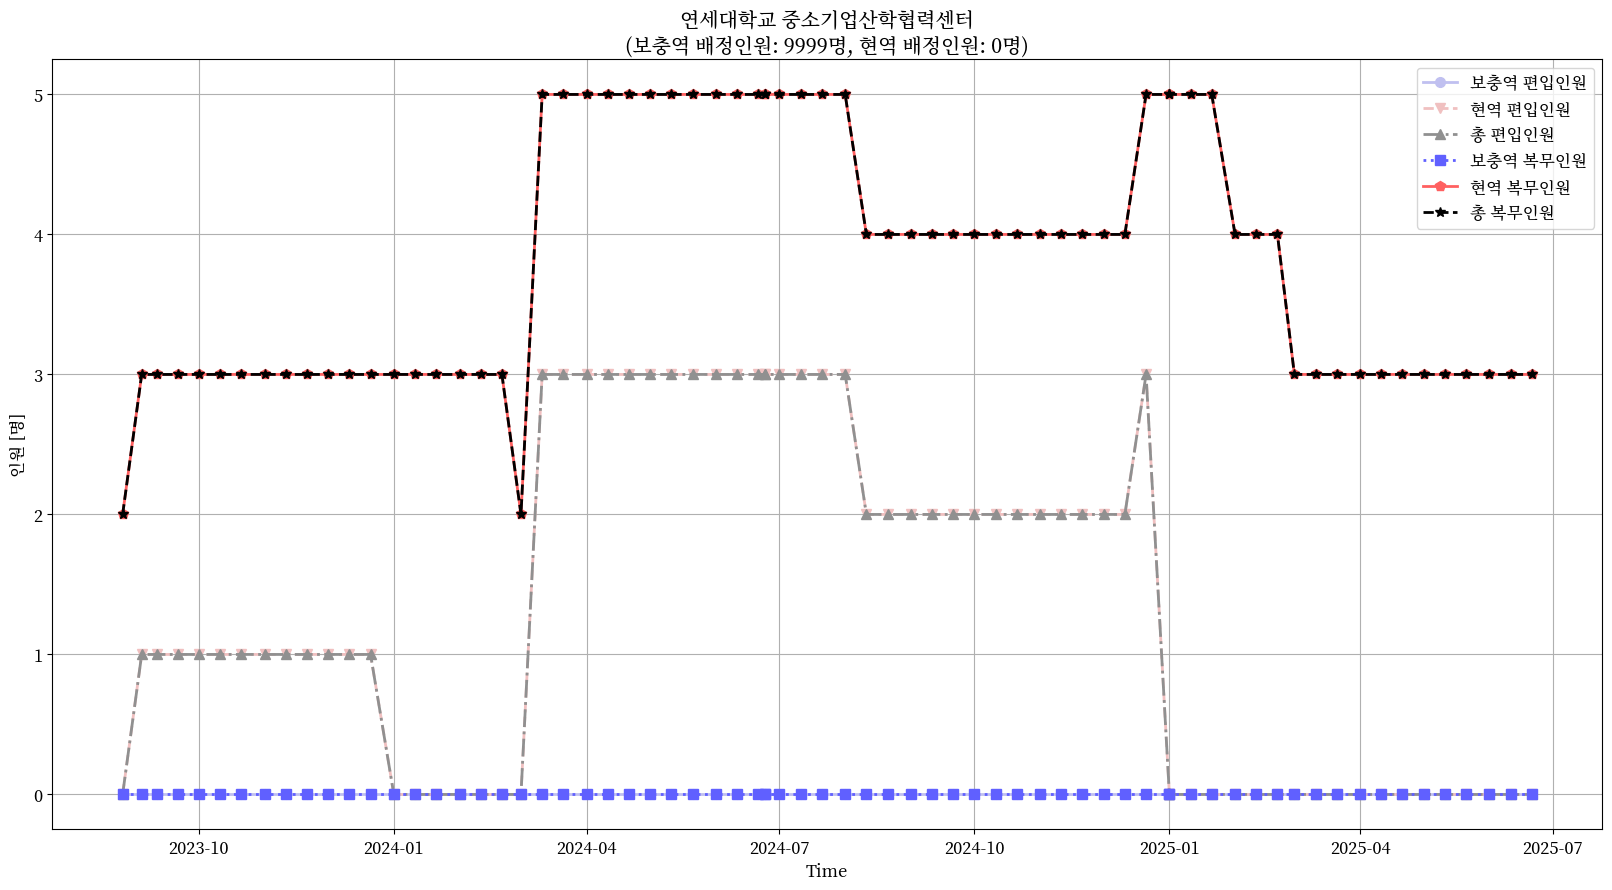 연세대학교 중소기업산학협력센터
(보충역 배정인원: 9999명, 현역 배정인원: 0명)
보충역 편입인원
현역 편입인원
총 편입인원
보충역 복무인원
현역 복무인원
총 복무인원
인원 [명]
5
4
3
2
1
0
2023-10
2024-01
2024-04
2024-07
2024-10
2025-01
2025-04
2025-07
Time